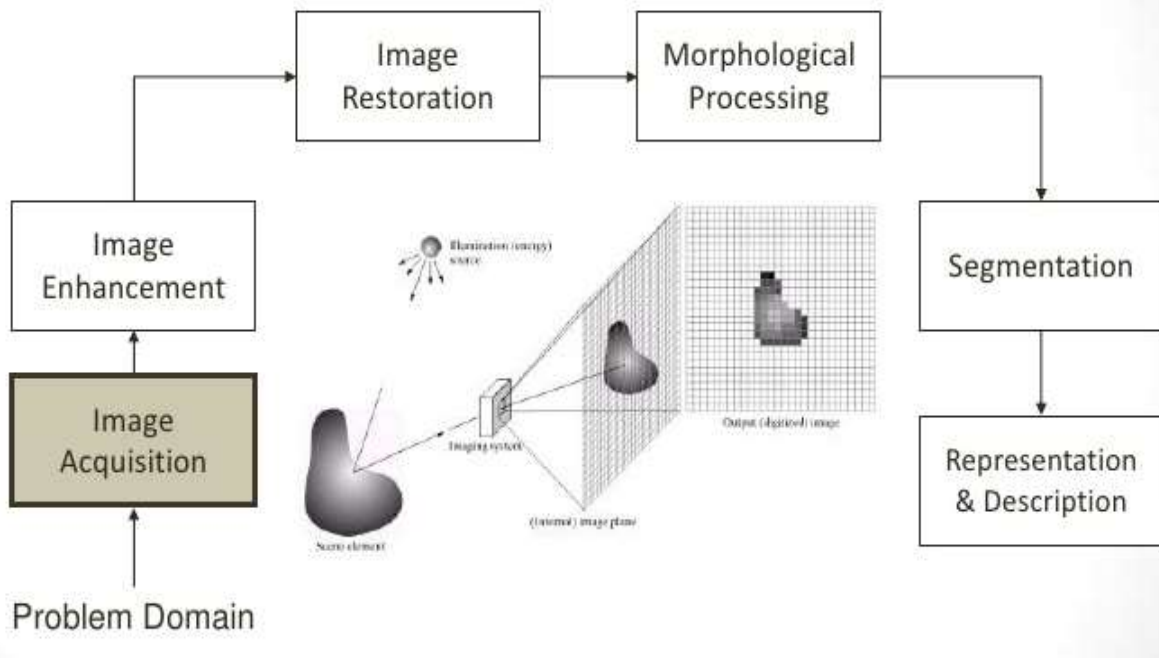 Image
Restoration
Morphological
Processing
Image
Enhancement
Illumination (energy)
source
Segmentation
Image
Acquisition
Imaging system
Output (digitized) image
Representation
& Description
(Internal) image plane
Scene element
Problem Domain